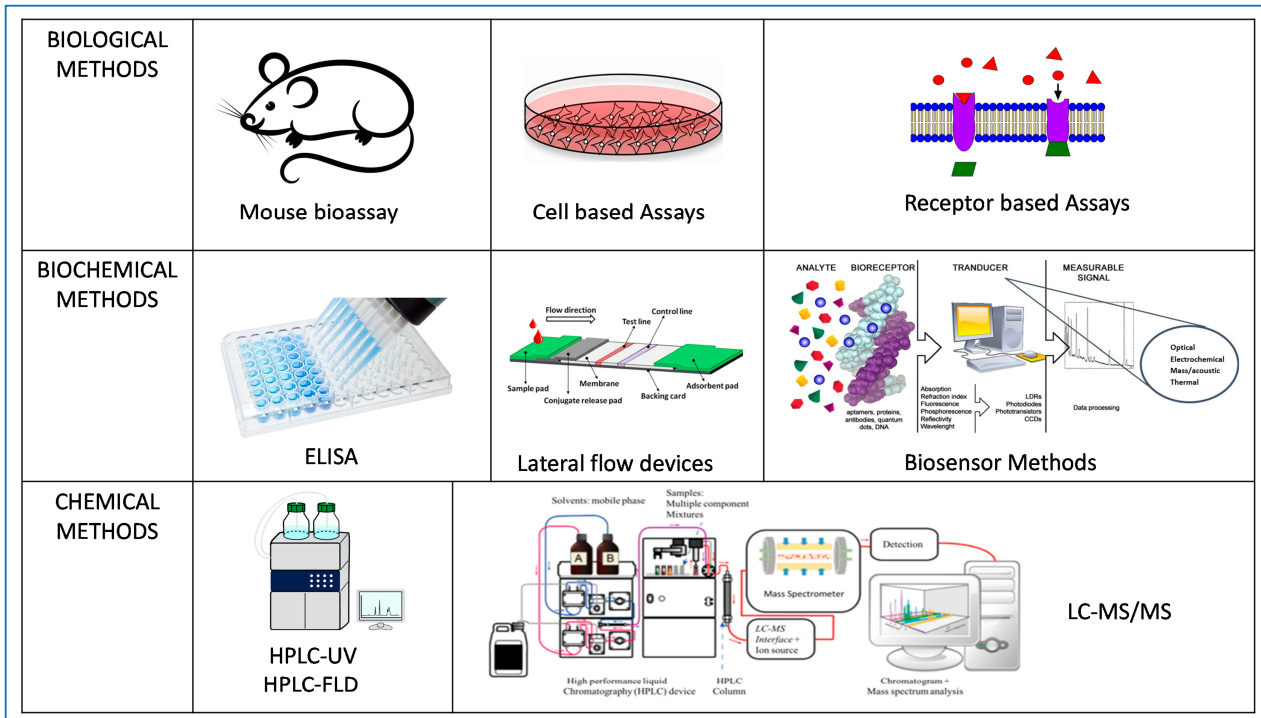 BIOLOGICAL
METHODS
Mouse bioassay
Cell based Assays
Receptor based Assays
BIOCHEMICAL
METHODS
ELISA
Flow direction
Control line
Test line
Sample pad
Membrane
Conjugate release pad
Backing card
Adsorbent pad
Lateral flow devices
ANALYTE
BIORECEPTOR
TRANDUCER
MEASURABLE
SIGNAL
aptamers, proteins,
antibodies, quantum
dots, DNA
Absorption
Refraction index
Fluorescence
Phosphorescence
Reflectivity
Wavelenght
LDRs
Photodiodes
Phototransistors
CCDs
Data processing
Optical
Electrochemical
Mass/acoustic
Thermal
Biosensor Methods
CHEMICAL
METHODS
HPLC-UV
HPLC-FLD
Solvents: mobile phase
Samples:
Multiple component
Mixtures
A
B
Mass Spectrometer
Detection
LC-MS
Interface +
Ion source
High performance liquid
Chromatography (HPLC) device
HPLC
Column
Chromatogram +
Mass spectrum analysis
LC-MS/MS